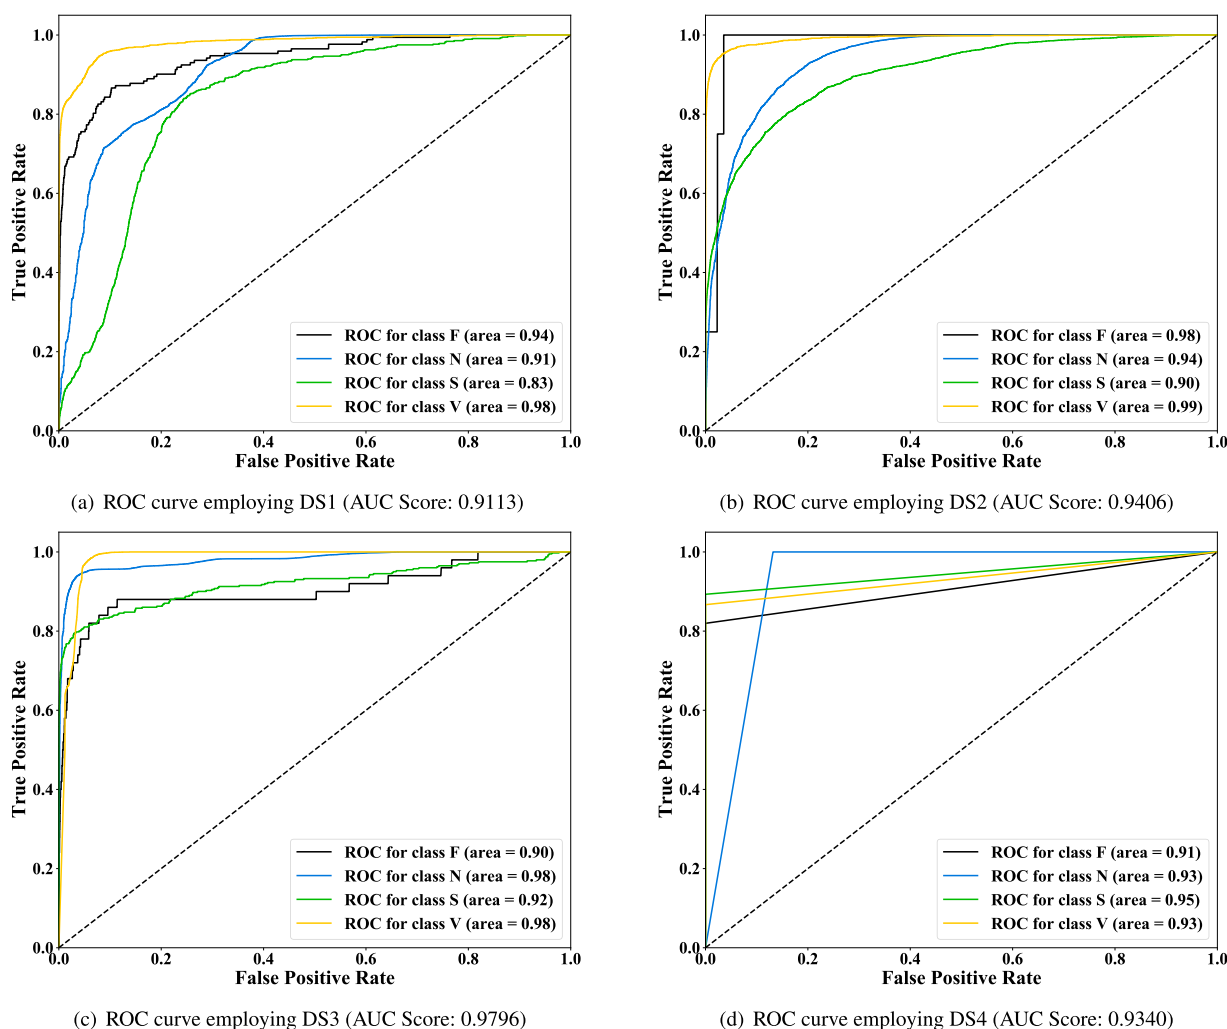 1.0
0.8
0.6
0.4
0.2
0.0
True Positive Rate
ROC for class F (area = 0.94)
ROC for class N (area = 0.91)
ROC for class S (area = 0.83)
ROC for class V (area = 0.98)
0.0 0.2 0.4 0.6 0.8 1.0
False Positive Rate
(a) ROC curve employing DS1 (AUC Score: 0.9113)
1.0
0.8
0.6
0.4
0.2
0.0
True Positive Rate
ROC for class F (area = 0.98)
ROC for class N (area = 0.94)
ROC for class S (area = 0.90)
ROC for class V (area = 0.99)
0.0 0.2 0.4 0.6 0.8 1.0
False Positive Rate
(b) ROC curve employing DS2 (AUC Score: 0.9406)
1.0
0.8
0.6
0.4
0.2
0.0
True Positive Rate
ROC for class F (area = 0.90)
ROC for class N (area = 0.98)
ROC for class S (area = 0.92)
ROC for class V (area = 0.98)
0.0 0.2 0.4 0.6 0.8 1.0
False Positive Rate
(c) ROC curve employing DS3 (AUC Score: 0.9796)
1.0
0.8
0.6
0.4
0.2
0.0
True Positive Rate
ROC for class F (area = 0.91)
ROC for class N (area = 0.93)
ROC for class S (area = 0.95)
ROC for class V (area = 0.93)
0.0 0.2 0.4 0.6 0.8 1.0
False Positive Rate
(d) ROC curve employing DS4 (AUC Score: 0.9340)